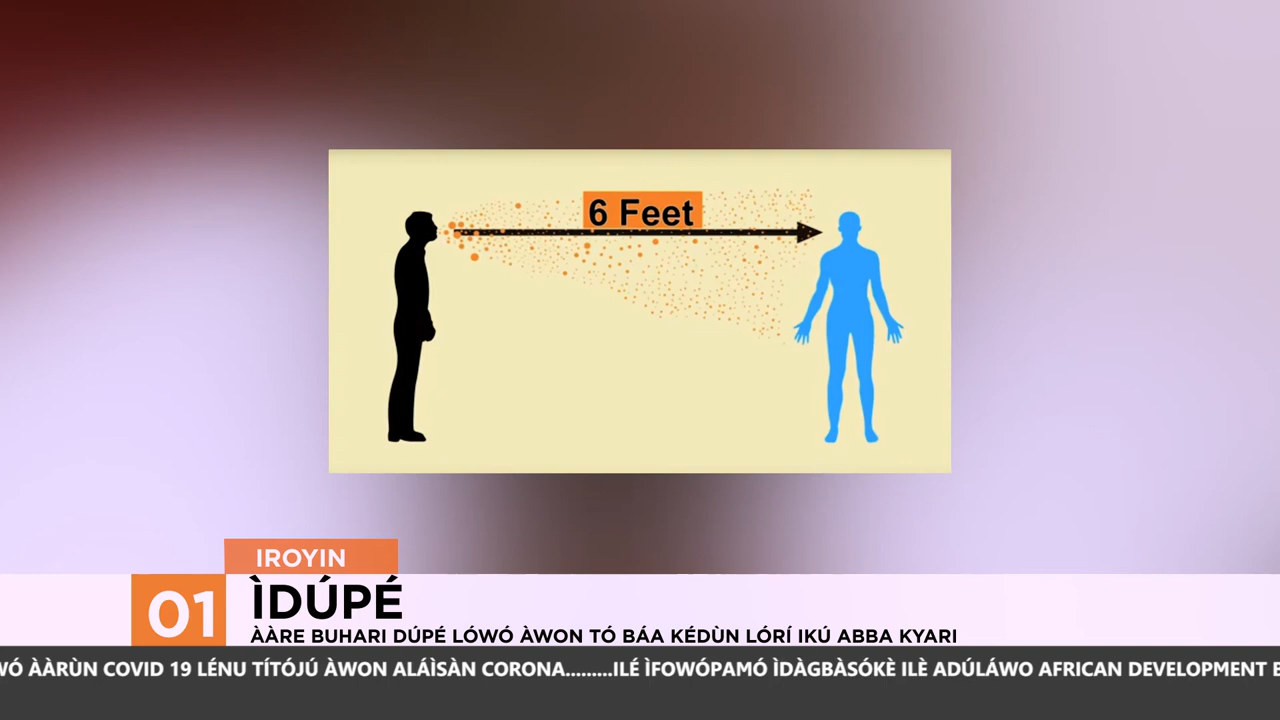 6 Feet
IROYIN
01
ÌDÚPÉ
ÀÀRE BUHARI DÚPÉ LÓWÓ ÀWON TÓ BÁA KÉDÙN LÓRÍ IKÚ ABBA KYARI
WÓ ÀÀRÙN COVID 19 LÉNU TÍTÓJÚ ÀWON ALÁÌSÀN CORONA.........ILÉ ÌFOWÓPAMÓ ÌDÀGBÀSÓKÈ ILÈ ADÚLÁWO AFRICAN DEVELOPMENT